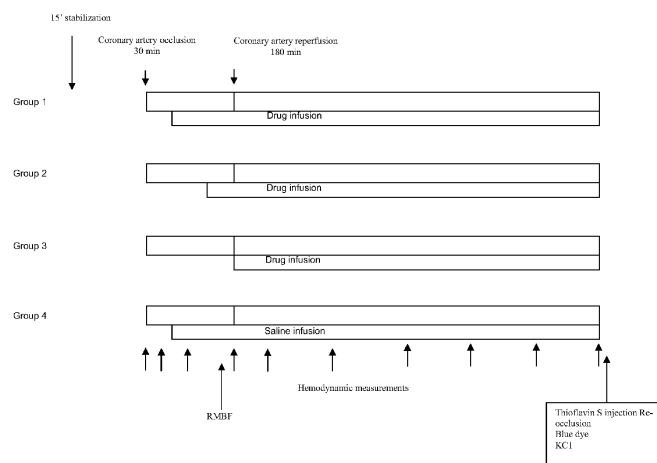 15´ stabilization
Coronary artery occlusion
30 min
Coronary artery reperfusion
180 min
Group 1
Drug infusion
Group 2
Drug infusion
Group 3
Drug infusion
Group 4
Saline infusion
Hemodynamic measurements
RMBF
Thioflavin S injection Re-
occlusion
Blue dye
KC1